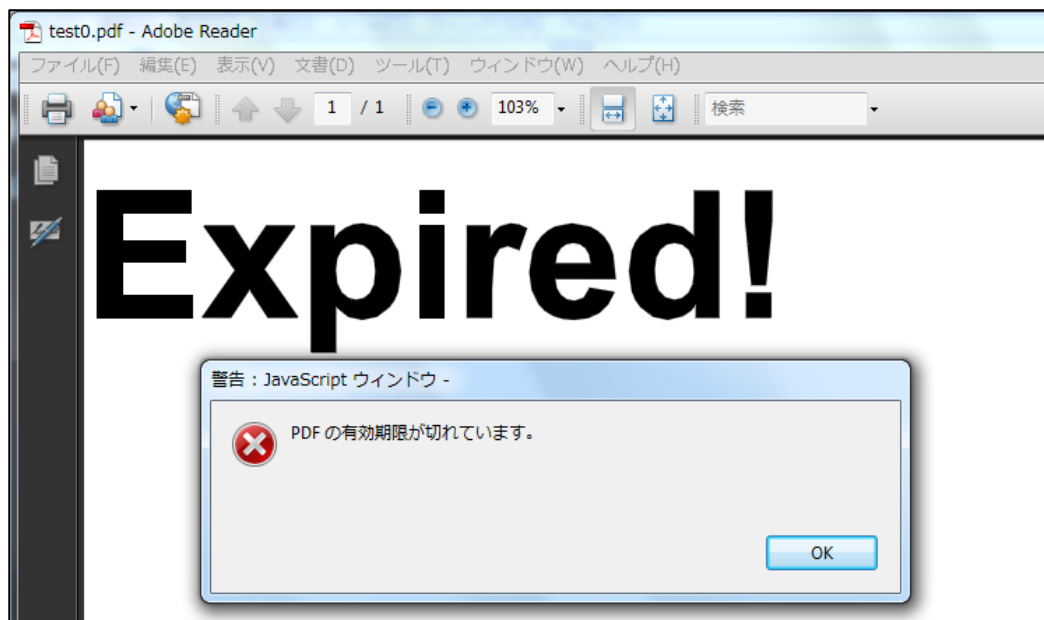 test0.pdf - Adobe Reader
ファイル(F) 編集(E) 表示(V) 文書(D) ツール(T) ウィンドウ(W) ヘルプ(H)
1 / 1 103% 検索
Expired!
警告 : JavaScript ウィンドウ -
PDF の有効期限が切れています。
OK